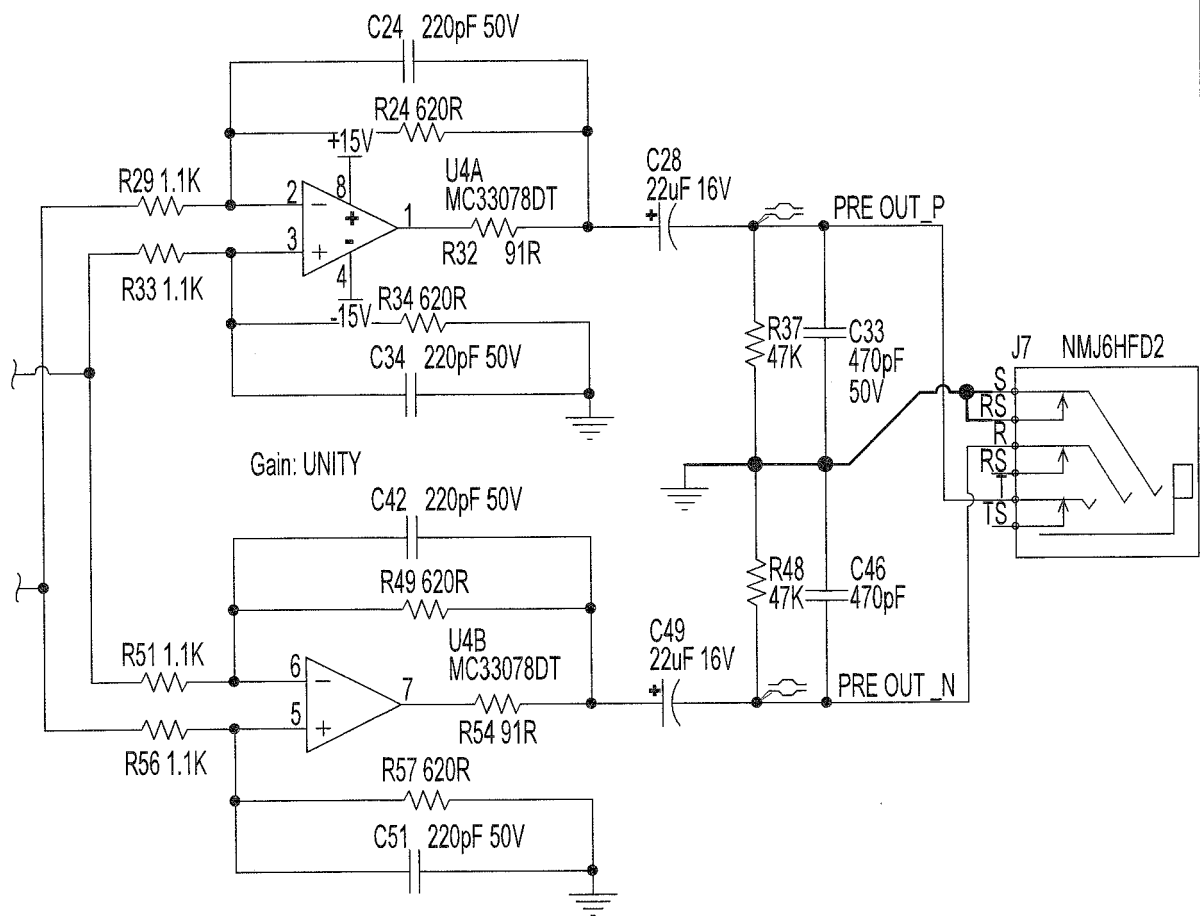 C24 220pF 50V
R24 620R
+15V
U4A
MC33078DT
R29 1.1K
2
8
-
+
-
1
3
+
4
R32 91R
R33 1.1K
-15V
R34 620R
C34 220pF 50V
C28
22uF 16V
+
PRE OUT_P
R37
47K
C33
470pF
50V
J7 NMJ6HFD2
S
RS
R
RS
T
TS
Gain: UNITY
C42 220pF 50V
R49 620R
U4B
MC33078DT
R51 1.1K
6
-
7
5
+
R54 91R
R56 1.1K
R57 620R
C51 220pF 50V
R48
47K
C46
470pF
C49
22uF 16V
+
PRE OUT_N